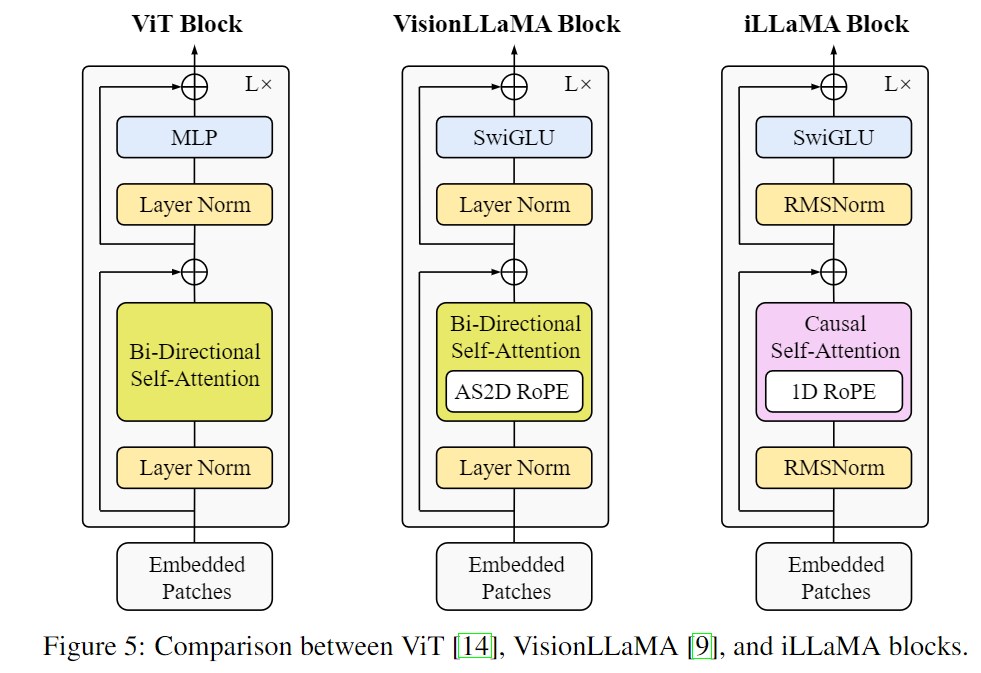 ViT Block
L×
MLP
Layer Norm
Bi-Directional
Self-Attention
Layer Norm
Embedded
Patches
VisionLLaMA Block
L×
SwiGLU
Layer Norm
Bi-Directional
Self-Attention
AS2D RoPE
Layer Norm
Embedded
Patches
iLLaMA Block
L×
SwiGLU
RMSNorm
Causal
Self-Attention
1D RoPE
RMSNorm
Embedded
Patches
Figure 5: Comparison between ViT [14], VisionLLaMA [9], and iLLaMA blocks.